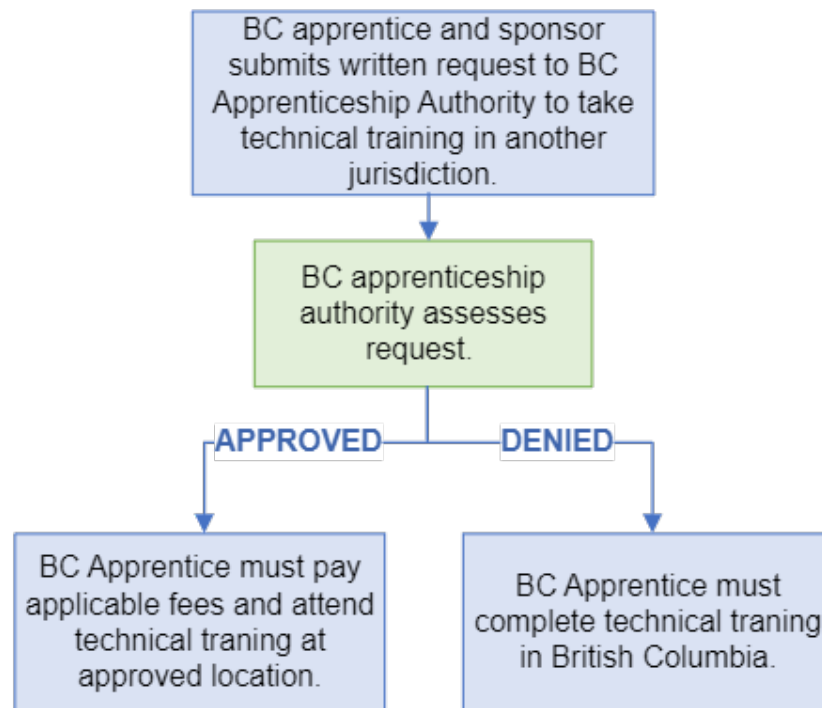 BC apprentice and sponsor
submits written request to BC
Apprenticeship Authority to take
technical training in another
jurisdiction.
BC apprenticeship
authority assesses
request.
APPROVED
DENIED
BC Apprentice must pay
applicable fees and attend
technical traning at
approved location.
BC Apprentice must
complete technical traning
in British Columbia.